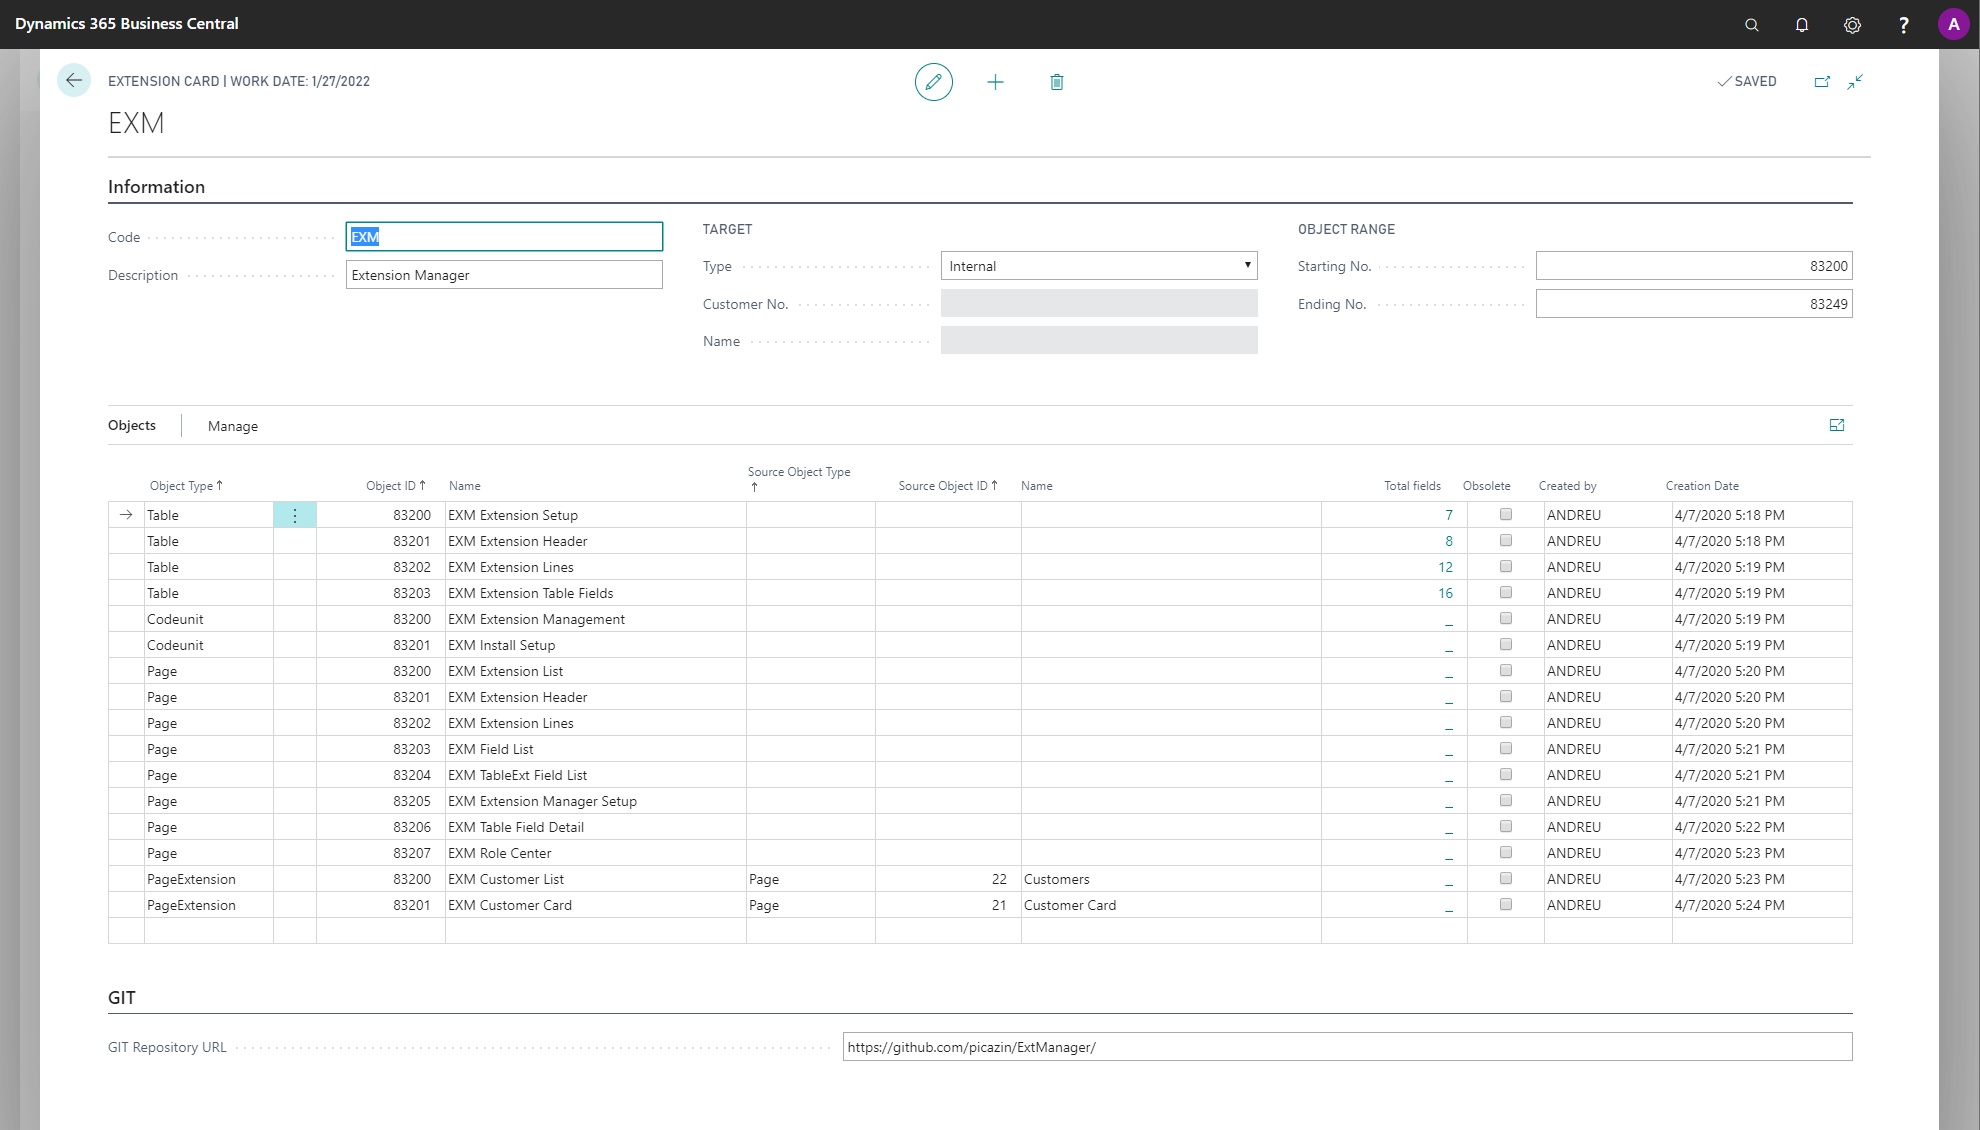 Dynamics 365 Business Central
?
A
EXTENSION CARD | WORK DATE: 1/27/2022
SAVED
EXM
Information
Code
EXM
Description
Extension Manager
TARGET
Type
Internal
Customer No.
Name
OBJECT RANGE
Starting No.
83200
Ending No.
83249
Objects
Manage
Object Type ↑ Object ID ↑ Name Source Object Type ↑ Source Object ID ↑ Name Total fields Obsolete Created by Creation Date
Table 83200 EXM Extension Setup 7 ANDREU 4/7/2020 5:18 PM
Table 83201 EXM Extension Header 8 ANDREU 4/7/2020 5:18 PM
Table 83202 EXM Extension Lines 12 ANDREU 4/7/2020 5:19 PM
Table 83203 EXM Extension Table Fields 16 ANDREU 4/7/2020 5:19 PM
Codeunit 83200 EXM Extension Management _ ANDREU 4/7/2020 5:19 PM
Codeunit 83201 EXM Install Setup _ ANDREU 4/7/2020 5:19 PM
Page 83200 EXM Extension List _ ANDREU 4/7/2020 5:20 PM
Page 83201 EXM Extension Header _ ANDREU 4/7/2020 5:20 PM
Page 83202 EXM Extension Lines _ ANDREU 4/7/2020 5:20 PM
Page 83203 EXM Field List _ ANDREU 4/7/2020 5:21 PM
Page 83204 EXM TableExt Field List _ ANDREU 4/7/2020 5:21 PM
Page 83205 EXM Extension Manager Setup _ ANDREU 4/7/2020 5:21 PM
Page 83206 EXM Table Field Detail _ ANDREU 4/7/2020 5:22 PM
Page 83207 EXM Role Center _ ANDREU 4/7/2020 5:23 PM
PageExtension 83200 EXM Customer List Page 22 Customers _ ANDREU 4/7/2020 5:23 PM
PageExtension 83201 EXM Customer Card Page 21 Customer Card _ ANDREU 4/7/2020 5:24 PM
GIT
GIT Repository URL
https://github.com/picazin/ExtManager/